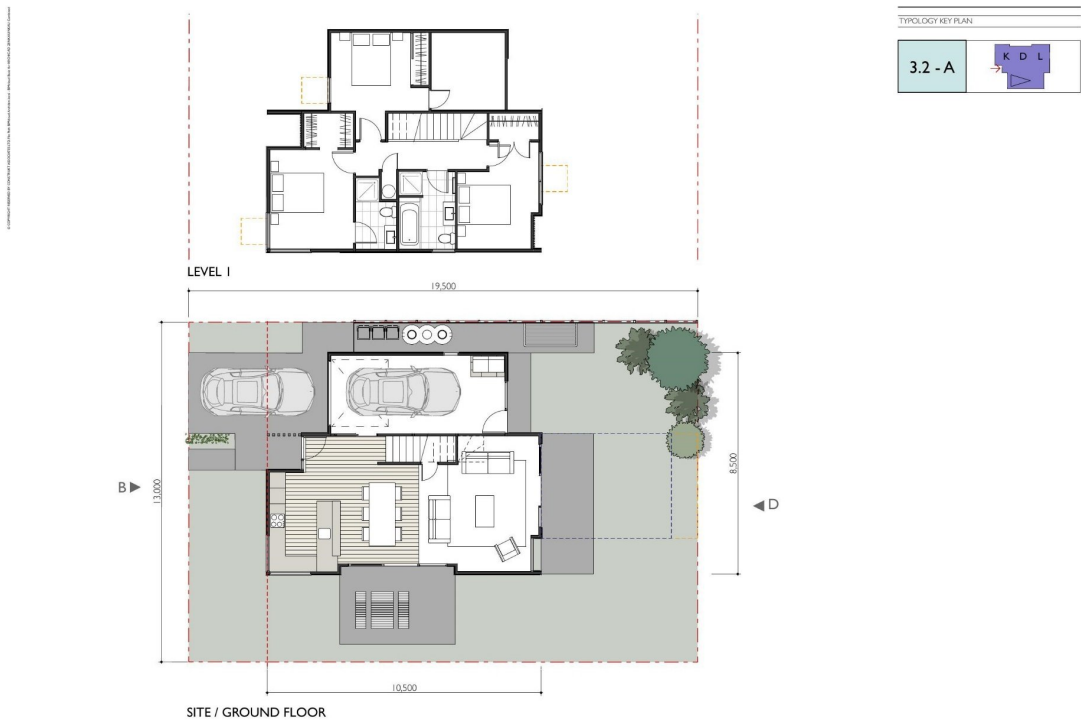 TYPOLOGY KEY PLAN
3.2 - A
K D L
LEVEL 1
19,500
B
13,000
8,500
D
10,500
SITE / GROUND FLOOR